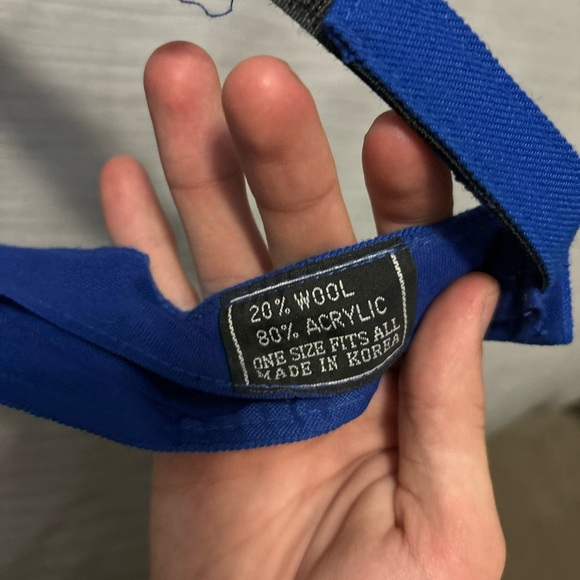 20% WOOL
80% ACRYLIC
ONE SIZE FITS ALL
MADE IN KOREA